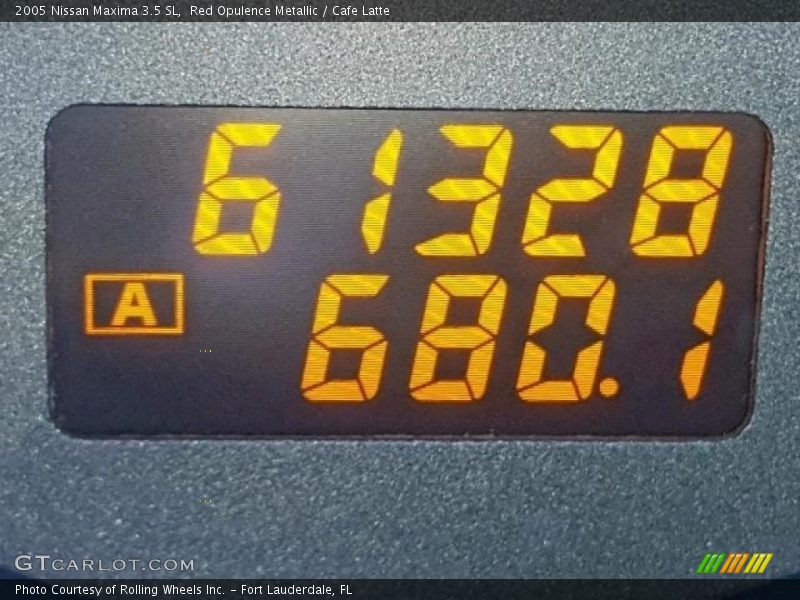 2005 Nissan Maxima 3.5 SL,  Red Opulence Metallic / Cafe Latte
61328
A
680.1
GTCARLOT.COM
Photo Courtesy of Rolling Wheels Inc. – Fort Lauderdale, FL